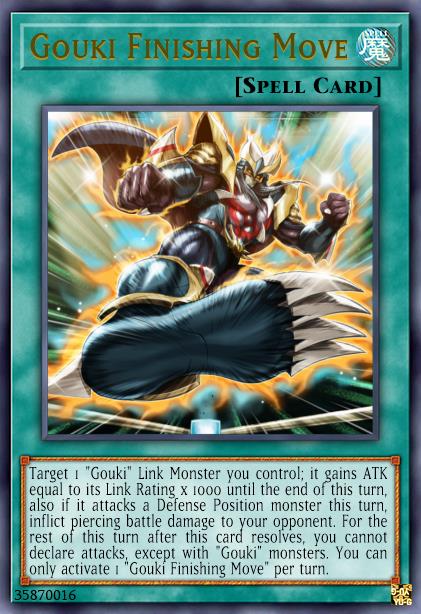 Gouki Finishing Move
SPELL
魔
[Spell Card]
Target 1 "Gouki" Link Monster you control; it gains ATK
equal to its Link Rating x 1000 until the end of this turn,
also if it attacks a Defense Position monster this turn,
inflict piercing battle damage to your opponent. For the
rest of this turn after this card resolves, you cannot
declare attacks, except with "Gouki" monsters. You can
only activate 1 "Gouki Finishing Move" per turn.
35870016